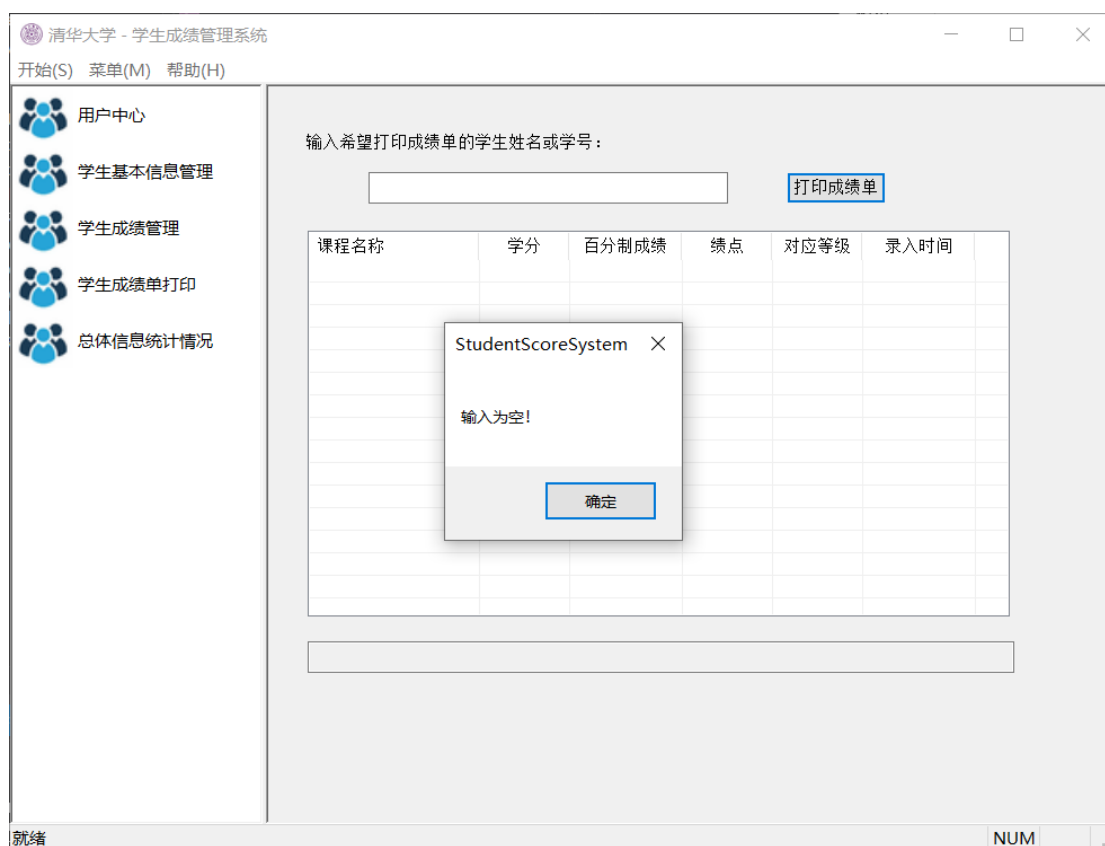 清华大学 - 学生成绩管理系统
开始(S) 菜单(M) 帮助(H)
用户中心
学生基本信息管理
学生成绩管理
学生成绩单打印
总体信息统计情况
输入希望打印成绩单的学生姓名或学号：
打印成绩单
课程名称 学分 百分制成绩 绩点 对应等级 录入时间
StudentScoreSystem
输入为空!
确定
就绪 NUM